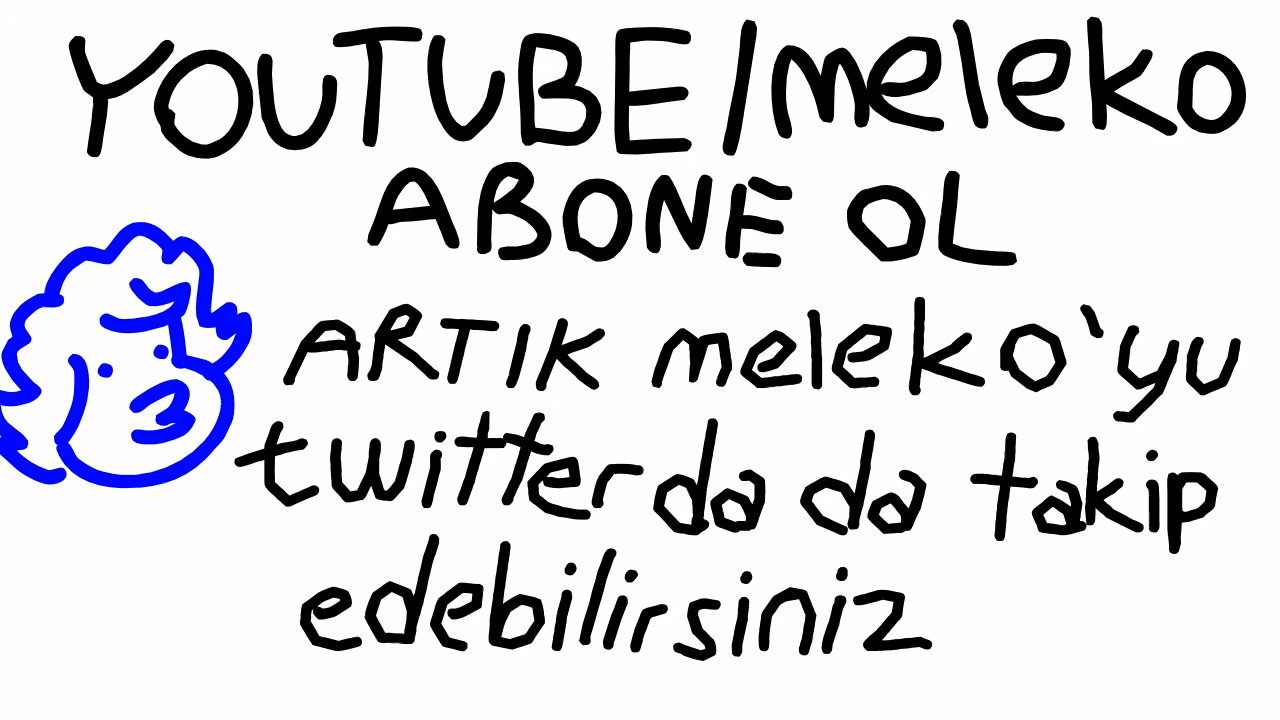 YOUTUBE/meleko
ABONE OL
ARTIK meleko'yu
twitterda da takip
edebilirsiniz